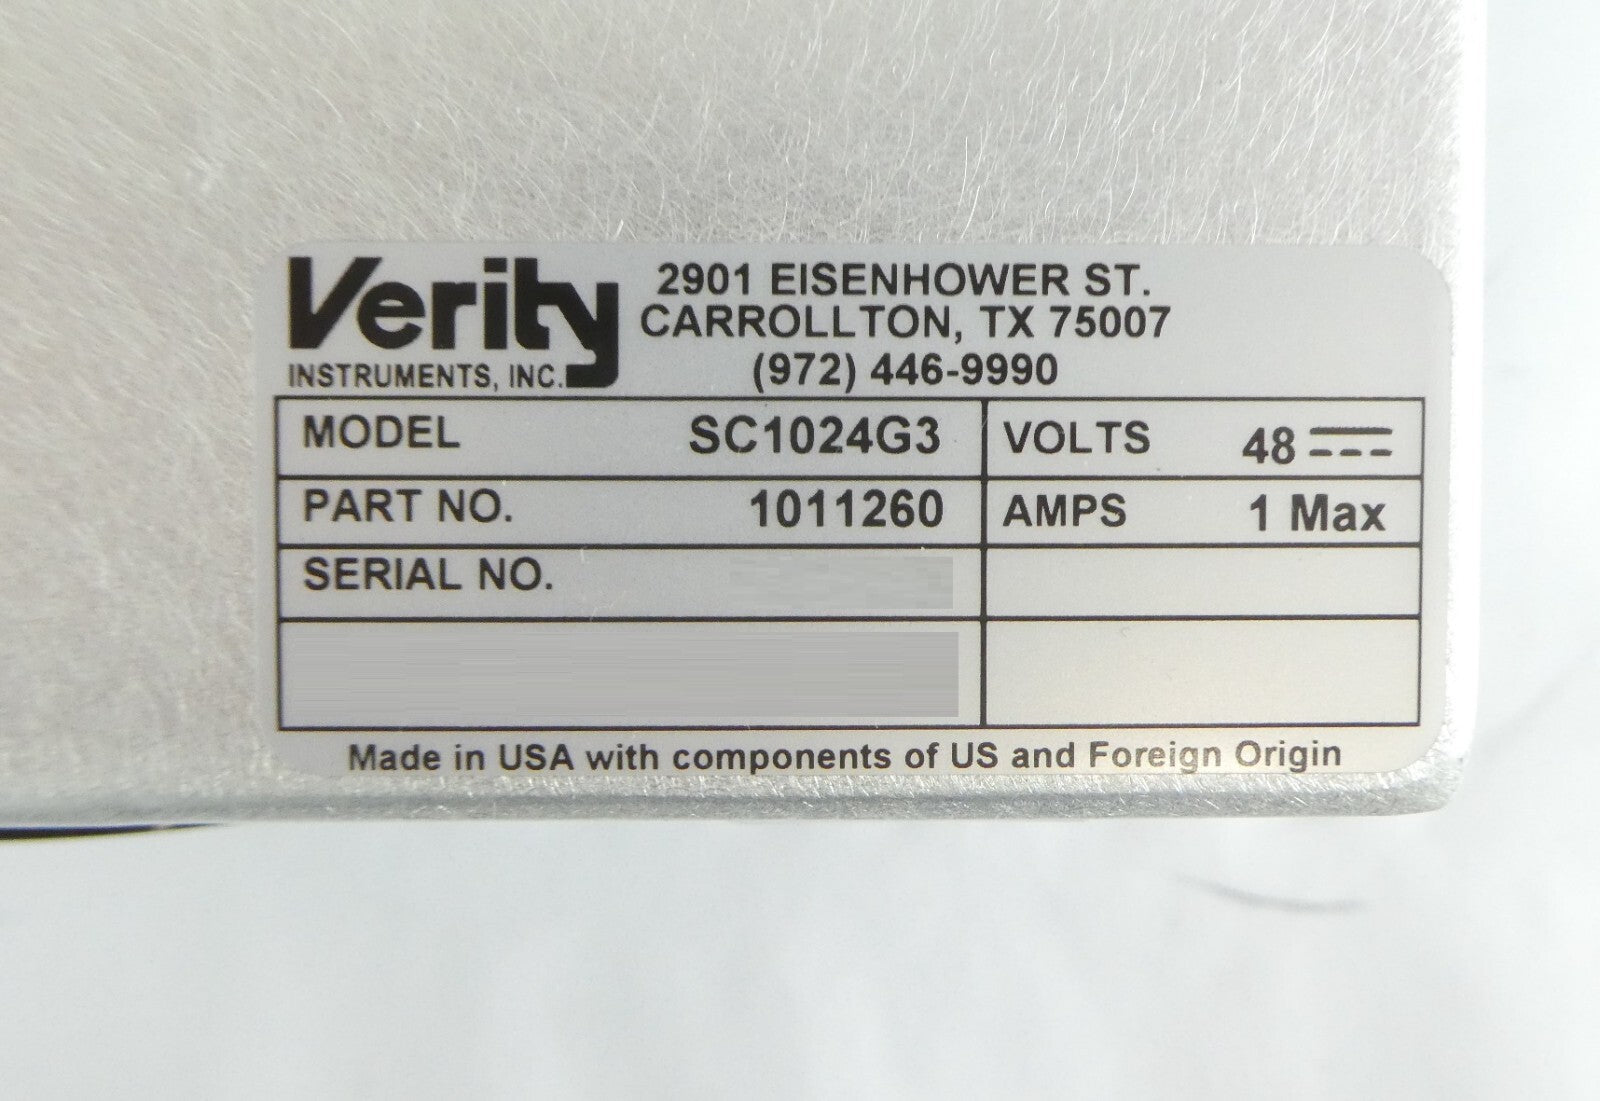 Verity
INSTRUMENTS, INC.
2901 EISENHOWER ST.
CARROLLTON, TX 75007
(972) 446-9990
MODEL SC1024G3 VOLTS 48
PART NO. 1011260 AMPS 1 Max
SERIAL NO.
Made in USA with components of US and Foreign Origin